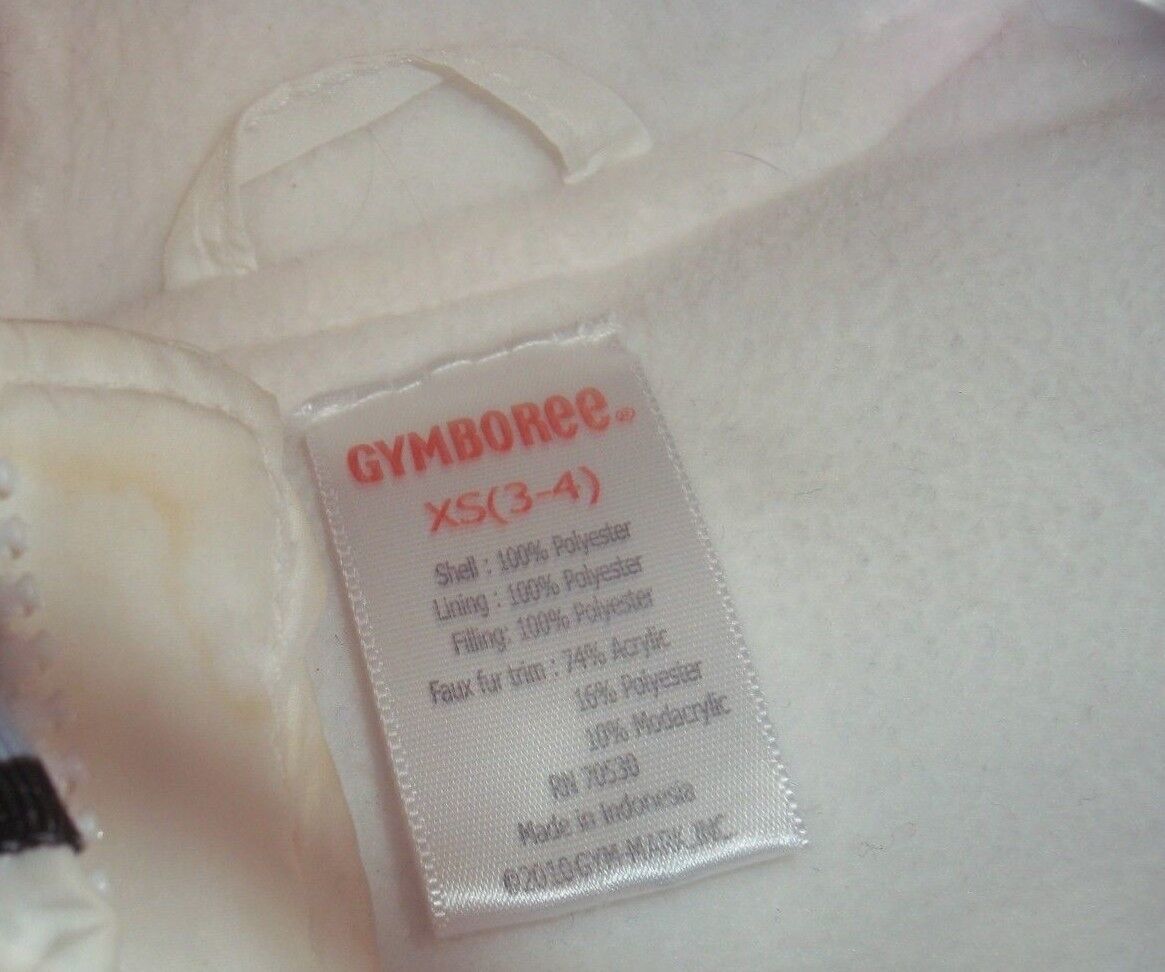 GYMBORee®
XS(3-4)
Shell : 100% Polyester
Lining : 100% Polyester
Filling: 100% Polyester
Faux fur trim : 74% Acrylic
16% Polyester
10% Modacrylic
RN 70530
Made in Indonesia
©2010 GYM-MARK, INC.